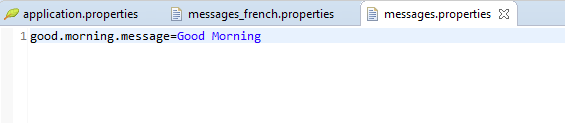 application.properties messages_french.properties messages.properties
1 good.morning.message=Good Morning